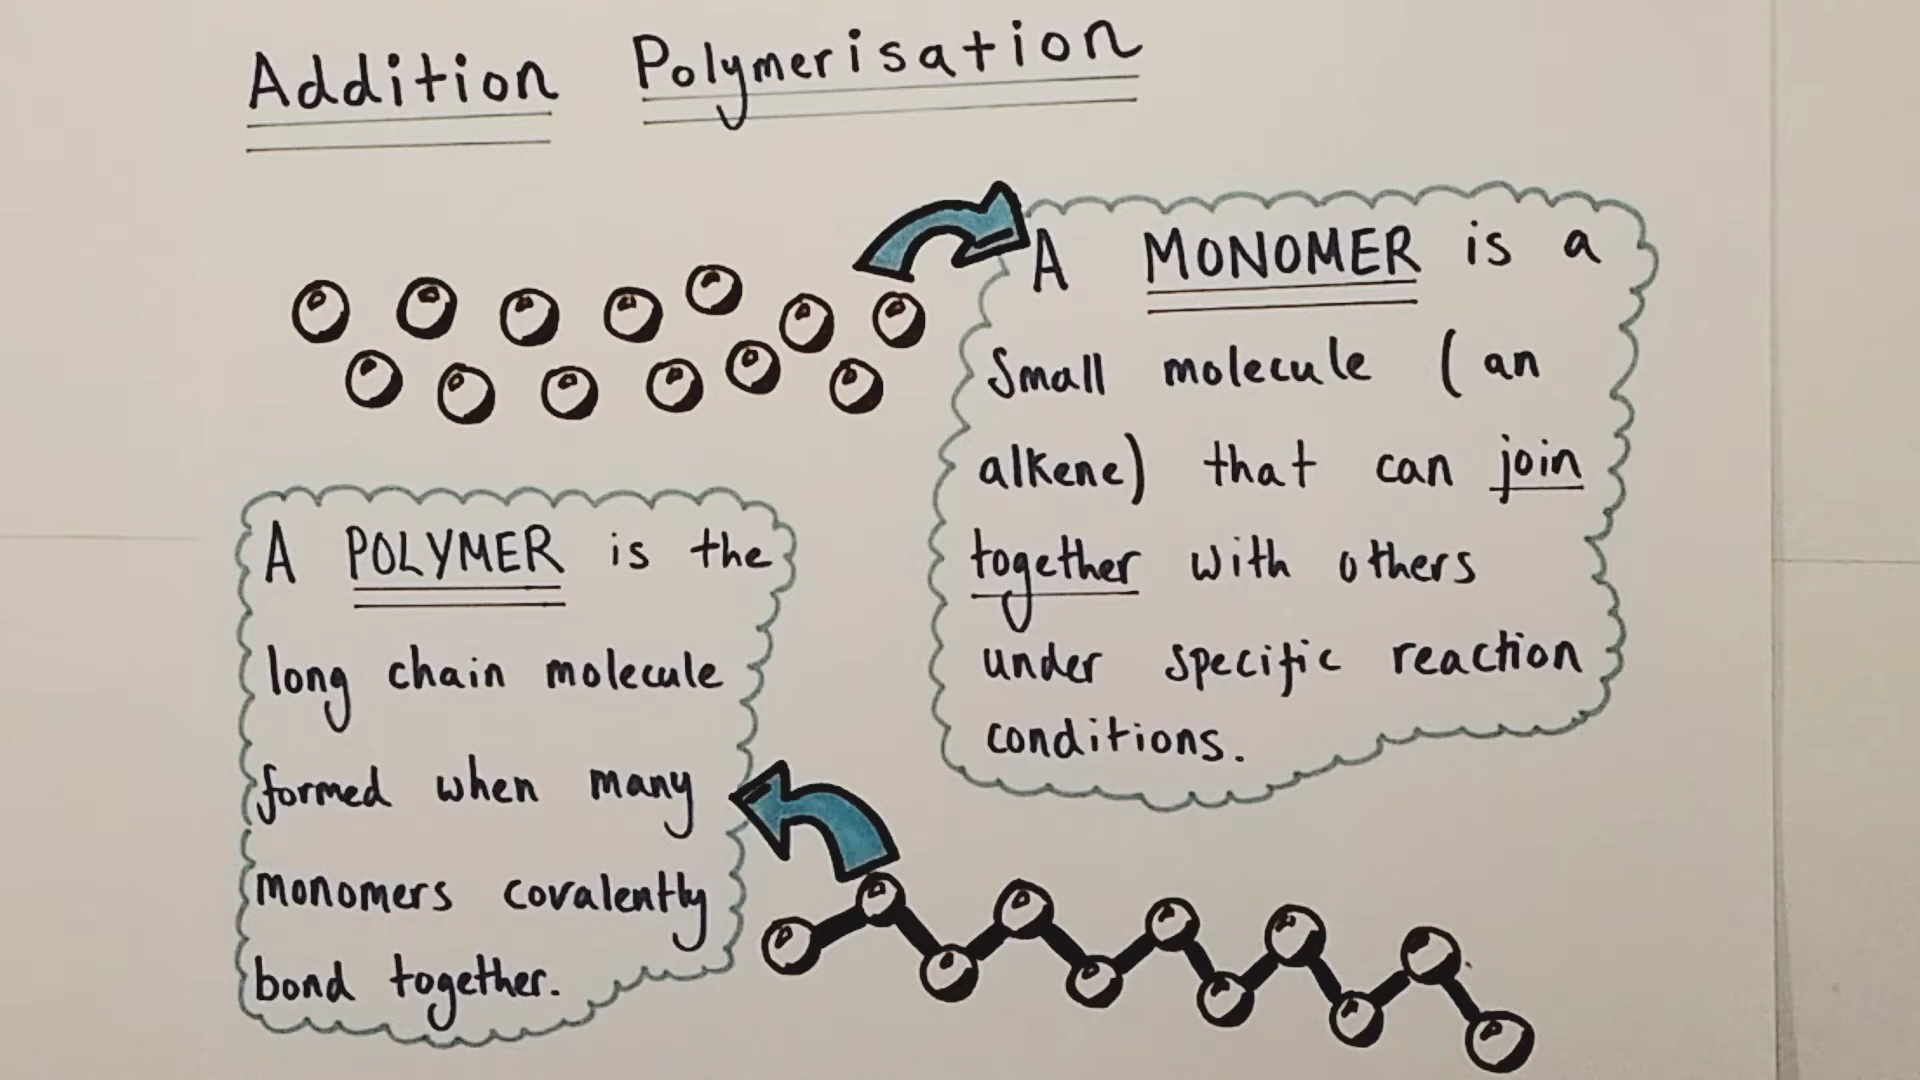 Addition Polymerisation
A MONOMER is a
small molecule (an
alkene) that can join
together with others
under specific reaction
conditions.
A POLYMER is the
long chain molecule
formed when many
monomers covalently
bond together.